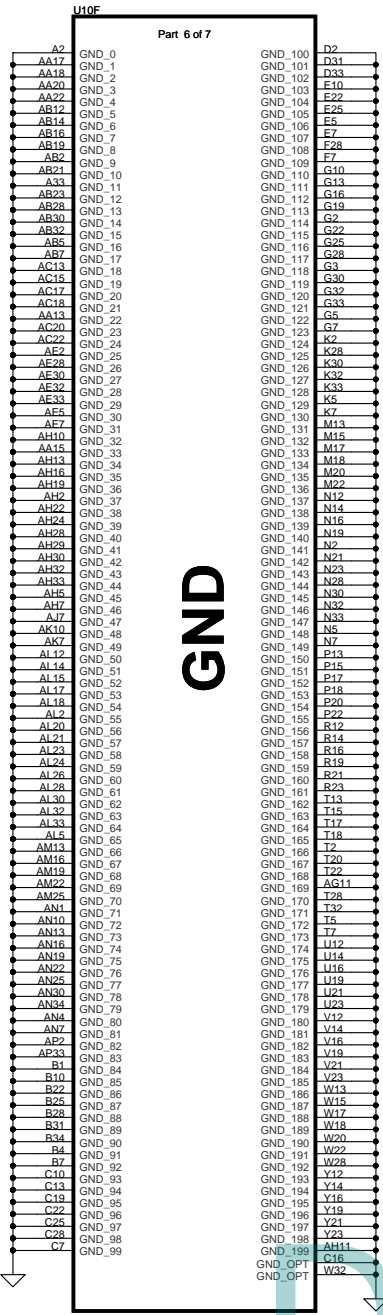 U10F
Part 6 of 7
A2 GND_0 GND_100 D2
AA17 GND_1 GND_101 D31
AA18 GND_2 GND_102 D33
AA20 GND_3 GND_103 E10
AA22 GND_4 GND_104 E22
AB12 GND_5 GND_105 E25
AB14 GND_6 GND_106 E5
AB16 GND_7 GND_107 E7
AB19 GND_8 GND_108 F28
AB2 GND_9 GND_109 F7
AB21 GND_10 GND_110 G10
A33 GND_11 GND_111 G13
AB23 GND_12 GND_112 G16
AB28 GND_13 GND_113 G19
AB30 GND_14 GND_114 G2
AB32 GND_15 GND_115 G22
AB5 GND_16 GND_116 G25
AB7 GND_17 GND_117 G28
AC13 GND_18 GND_118 G3
AC15 GND_19 GND_119 G30
AC17 GND_20 GND_120 G32
AC18 GND_21 GND_121 G33
AA13 GND_22 GND_122 G5
AC20 GND_23 GND_123 G7
AC22 GND_24 GND_124 K2
AE2 GND_25 GND_125 K28
AE28 GND_26 GND_126 K30
AE30 GND_27 GND_127 K32
AE32 GND_28 GND_128 K33
AE33 GND_29 GND_129 K5
AE5 GND_30 GND_130 K7
AE7 GND_31 GND_131 M13
AH10 GND_32 GND_132 M15
AA15 GND_33 GND_133 M17
AH13 GND_34 GND_134 M18
AH16 GND_35 GND_135 M20
AH19 GND_36 GND_136 M22
AH2 GND_37 GND_137 N12
AH22 GND_38 GND_138 N14
AH24 GND_39 GND_139 N16
AH28 GND_40 GND_140 N19
AH29 GND_41 GND_141 N2
AH30 GND_42 GND_142 N21
AH32 GND_43 GND_143 N23
AH33 GND_44 GND_144 N28
AH5 GND_45 GND_145 N30
AH7 GND_46 GND_146 N32
AJ7 GND_47 GND_147 N33
AK10 GND_48 GND_148 N5
AK7 GND_49 GND_149 N7
AL12 GND_50 GND_150 P13
AL14 GND_51 GND_151 P15
AL15 GND_52 GND_152 P17
AL17 GND_53 GND_153 P18
AL18 GND_54 GND_154 P20
AL2 GND_55 GND_155 P22
AL20 GND_56 GND_156 R12
AL21 GND_57 GND_157 R14
AL23 GND_58 GND_158 R16
AL24 GND_59 GND_159 R19
AL26 GND_60 GND_160 R21
AL28 GND_61 GND_161 R23
AL30 GND_62 GND_162 T13
AL32 GND_63 GND_163 T15
AL33 GND_64 GND_164 T17
AL5 GND_65 GND_165 T18
AM13 GND_66 GND_166 T2
AM16 GND_67 GND_167 T20
AM19 GND_68 GND_168 T22
AM22 GND_69 GND_169 AG11
AM25 GND_70 GND_170 T28
AN1 GND_71 GND_171 T32
AN10 GND_72 GND_172 T5
AN13 GND_73 GND_173 T7
AN16 GND_74 GND_174 U12
AN19 GND_75 GND_175 U14
AN22 GND_76 GND_176 U16
AN25 GND_77 GND_177 U19
AN30 GND_78 GND_178 U21
AN34 GND_79 GND_179 U23
AN4 GND_80 GND_180 V12
AN7 GND_81 GND_181 V14
AP2 GND_82 GND_182 V16
AP33 GND_83 GND_183 V19
B1 GND_84 GND_184 V21
B10 GND_85 GND_185 V23
B22 GND_86 GND_186 W13
B25 GND_87 GND_187 W15
B28 GND_88 GND_188 W17
B31 GND_89 GND_189 W18
B34 GND_90 GND_190 W20
B4 GND_91 GND_191 W22
B7 GND_92 GND_192 W28
C10 GND_93 GND_193 Y12
C13 GND_94 GND_194 Y14
C19 GND_95 GND_195 Y16
C22 GND_96 GND_196 Y19
C25 GND_97 GND_197 Y21
C28 GND_98 GND_198 Y23
C7 GND_99 GND_199 AH11
GND_OPT C16
GND_OPT W32
GND